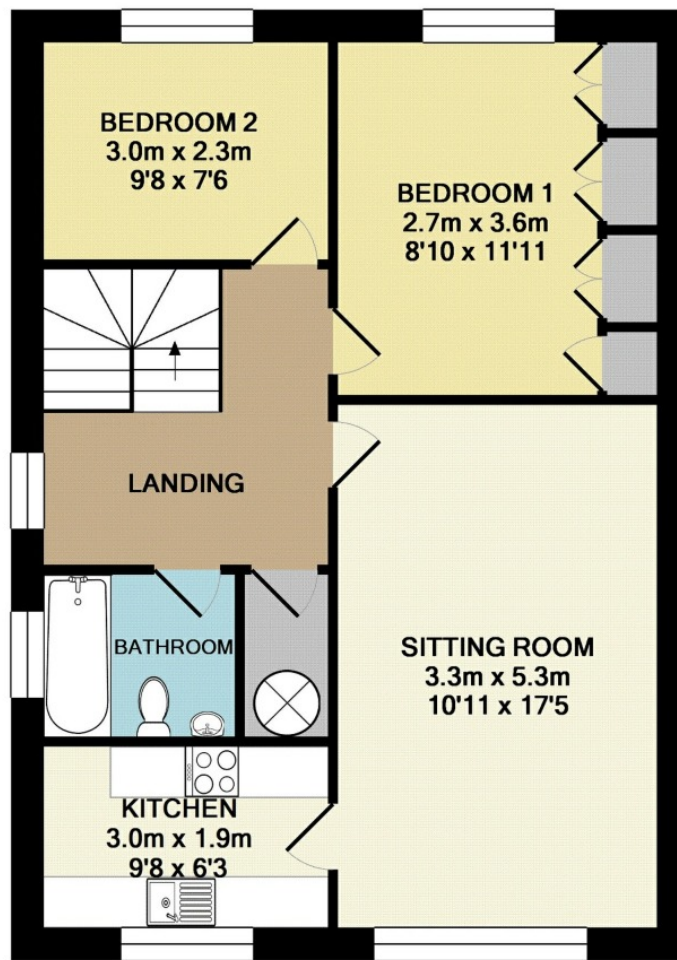 BEDROOM 2
3.0m x 2.3m
9'8 x 7'6
BEDROOM 1
2.7m x 3.6m
8'10 x 11'11
LANDING
BATHROOM
SITTING ROOM
3.3m x 5.3m
10'11 x 17'5
KITCHEN
3.0m x 1.9m
9'8 x 6'3